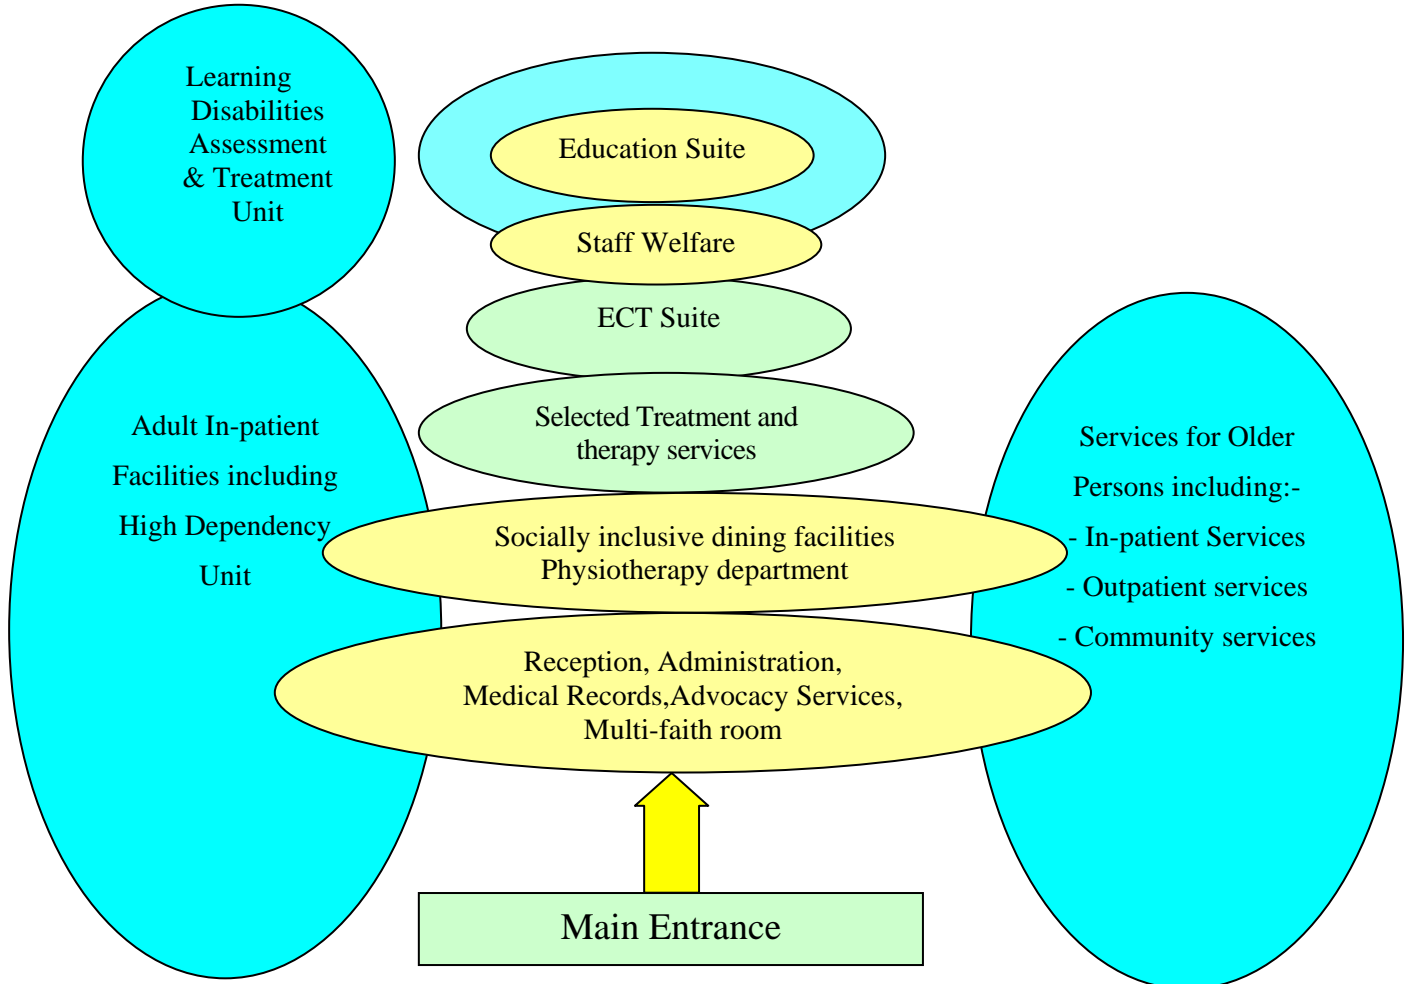 Learning
Disabilities
Assessment
& Treatment
Unit
Education Suite
Staff Welfare
ECT Suite
Selected Treatment and
therapy services
Adult In-patient
Facilities including
High Dependency
Unit
Services for Older
Persons including:-
- In-patient Services
- Outpatient services
- Community services
Socially inclusive dining facilities
Physiotherapy department
Reception, Administration,
Medical Records,Advocacy Services,
Multi-faith room
Main Entrance